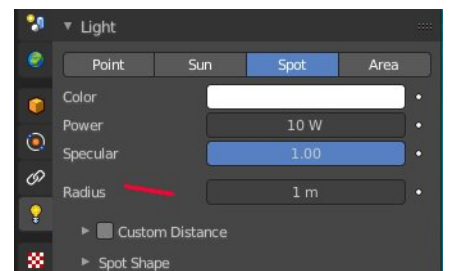 Light
Point Sun Spot Area
Color
Power 10 W
Specular 1.00
Radius 1 m
Custom Distance
Spot Shape